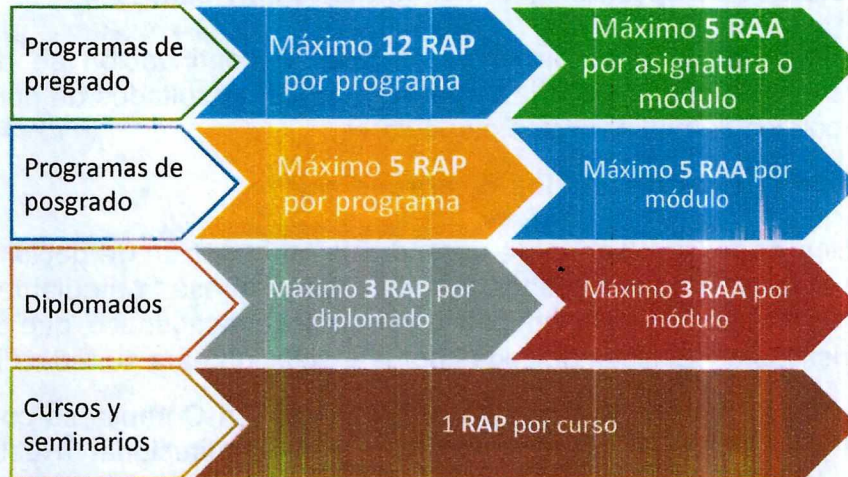 Programas de
pregrado
Máximo 12 RAP
por programa
Máximo 5 RAA
por asignatura o
módulo
Programas de
posgrado
Máximo 5 RAP
por programa
Máximo 5 RAA por
módulo
Diplomados
Máximo 3 RAP por
diplomado
Máximo 3 RAA por
módulo
Cursos y
seminarios
1 RAP por curso